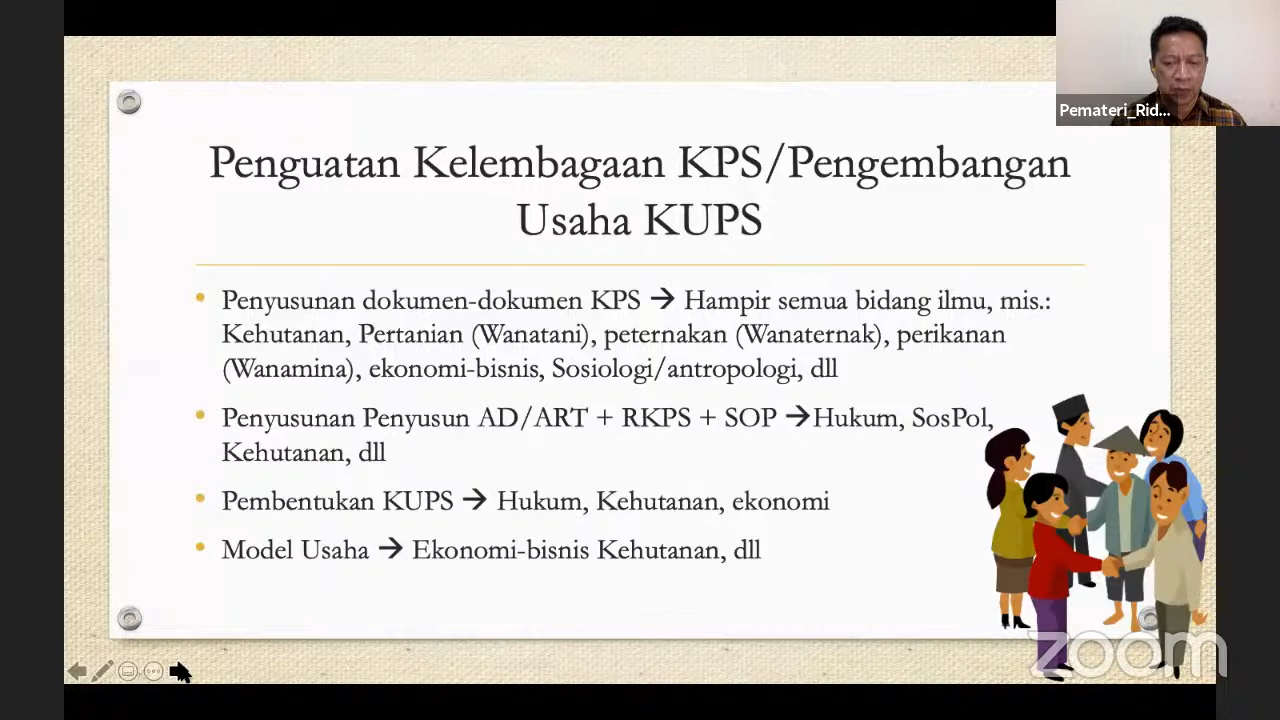 Pemateri_Rid...
Penguatan Kelembagaan KPS/Pengembangan
Usaha KUPS
• Penyusunan dokumen-dokumen KPS → Hampir semua bidang ilmu, mis.:
Kehutanan, Pertanian (Wanatani), peternakan (Wanaternak), perikanan
(Wanamina), ekonomi-bisnis, Sosiologi/antropologi, dll
• Penyusunan Penyusun AD/ART + RKPS + SOP →Hukum, SosPol,
Kehutanan, dll
• Pembentukan KUPS → Hukum, Kehutanan, ekonomi
• Model Usaha → Ekonomi-bisnis Kehutanan, dll
zoom